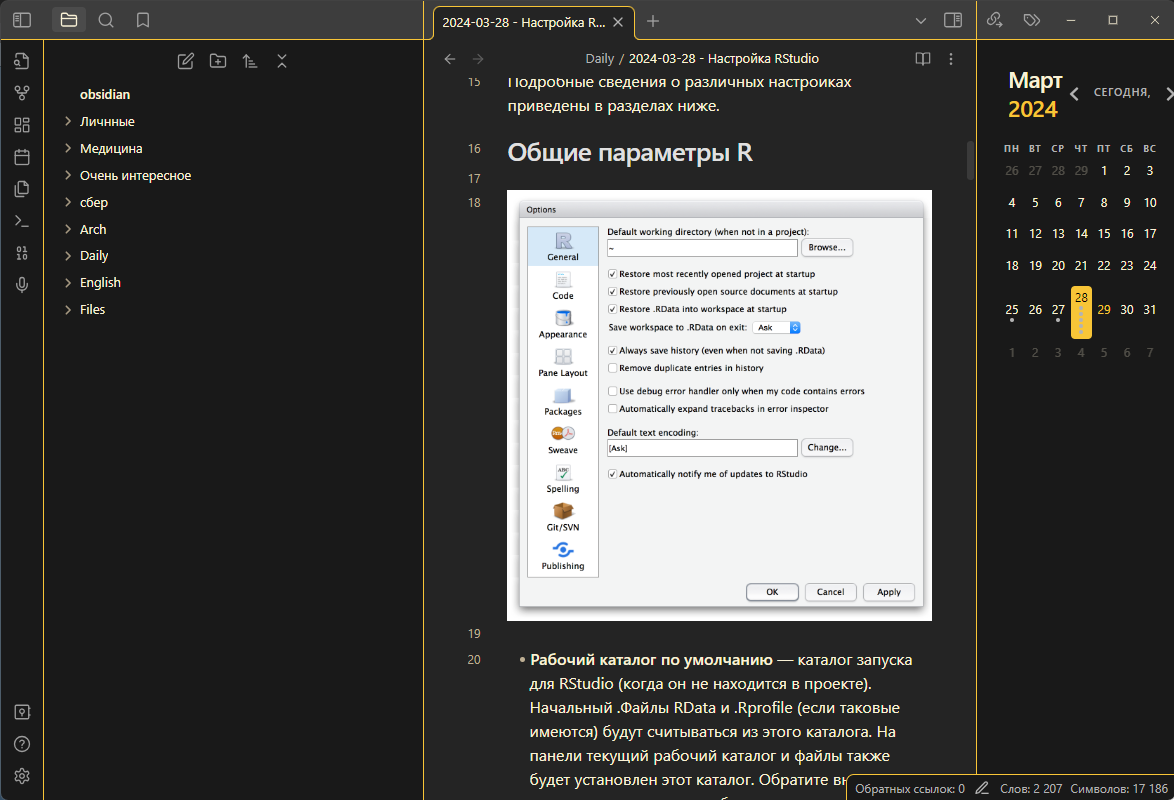 2024-03-28 - Настройка R...
obsidian
Личнные
Медицина
Очень интересное
сбер
Arch
Daily
English
Files
Daily / 2024-03-28 - Настройка RStudio
15
Подробные сведения о различных настройках
приведены в разделах ниже.
16
Общие параметры R
17
18
Options
General
Code
Appearance
Pane Layout
Packages
Sweave
Spelling
Git/SVN
Publishing
Default working directory (when not in a project):
~
Browse...
Restore most recently opened project at startup
Restore previously open source documents at startup
Restore .RData into workspace at startup
Save workspace to .RData on exit: Ask
Always save history (even when not saving .RData)
Remove duplicate entries in history
Use debug error handler only when my code contains errors
Automatically expand tracebacks in error inspector
Default text encoding:
[Ask]
Change...
Automatically notify me of updates to RStudio
OK Cancel Apply
19
20
• Рабочий каталог по умолчанию — каталог запуска
для RStudio (когда он не находится в проекте).
Начальный .Файлы RData и .Rprofile (если таковые
имеются) будут считываться из этого каталога. На
панели текущий рабочий каталог и файлы также
будет установлен этот каталог. Обратите
Март
2024
СЕГОДНЯ,
ПН ВТ СР ЧТ ПТ СБ ВС
26 27 28 29 1 2 3
4 5 6 7 8 9 10
11 12 13 14 15 16 17
18 19 20 21 22 23 24
25 26 27 28 29 30 31
1 2 3 4 5 6 7
Обратных ссылок: 0 Слов: 2 207 Символов: 17 186